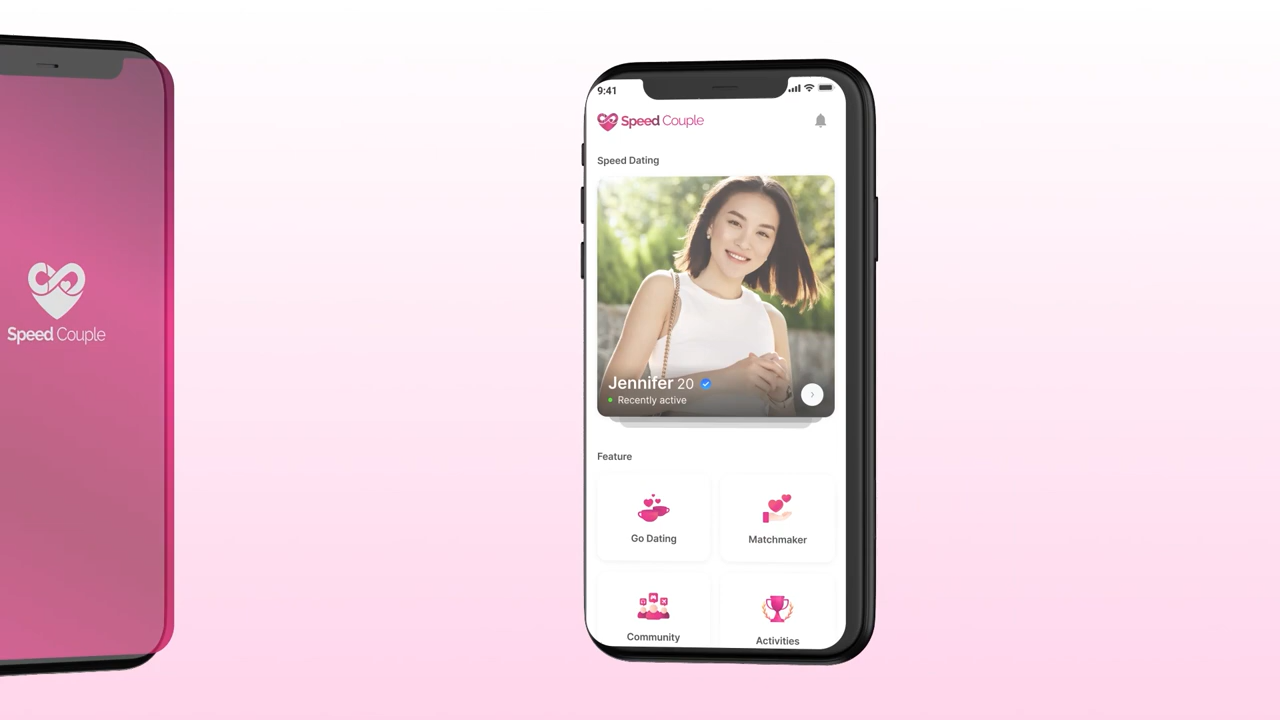 Speed Couple
9:41
Speed Couple
Speed Dating
Jennifer 20
Recently active
Feature
Go Dating
Matchmaker
Community
Activities